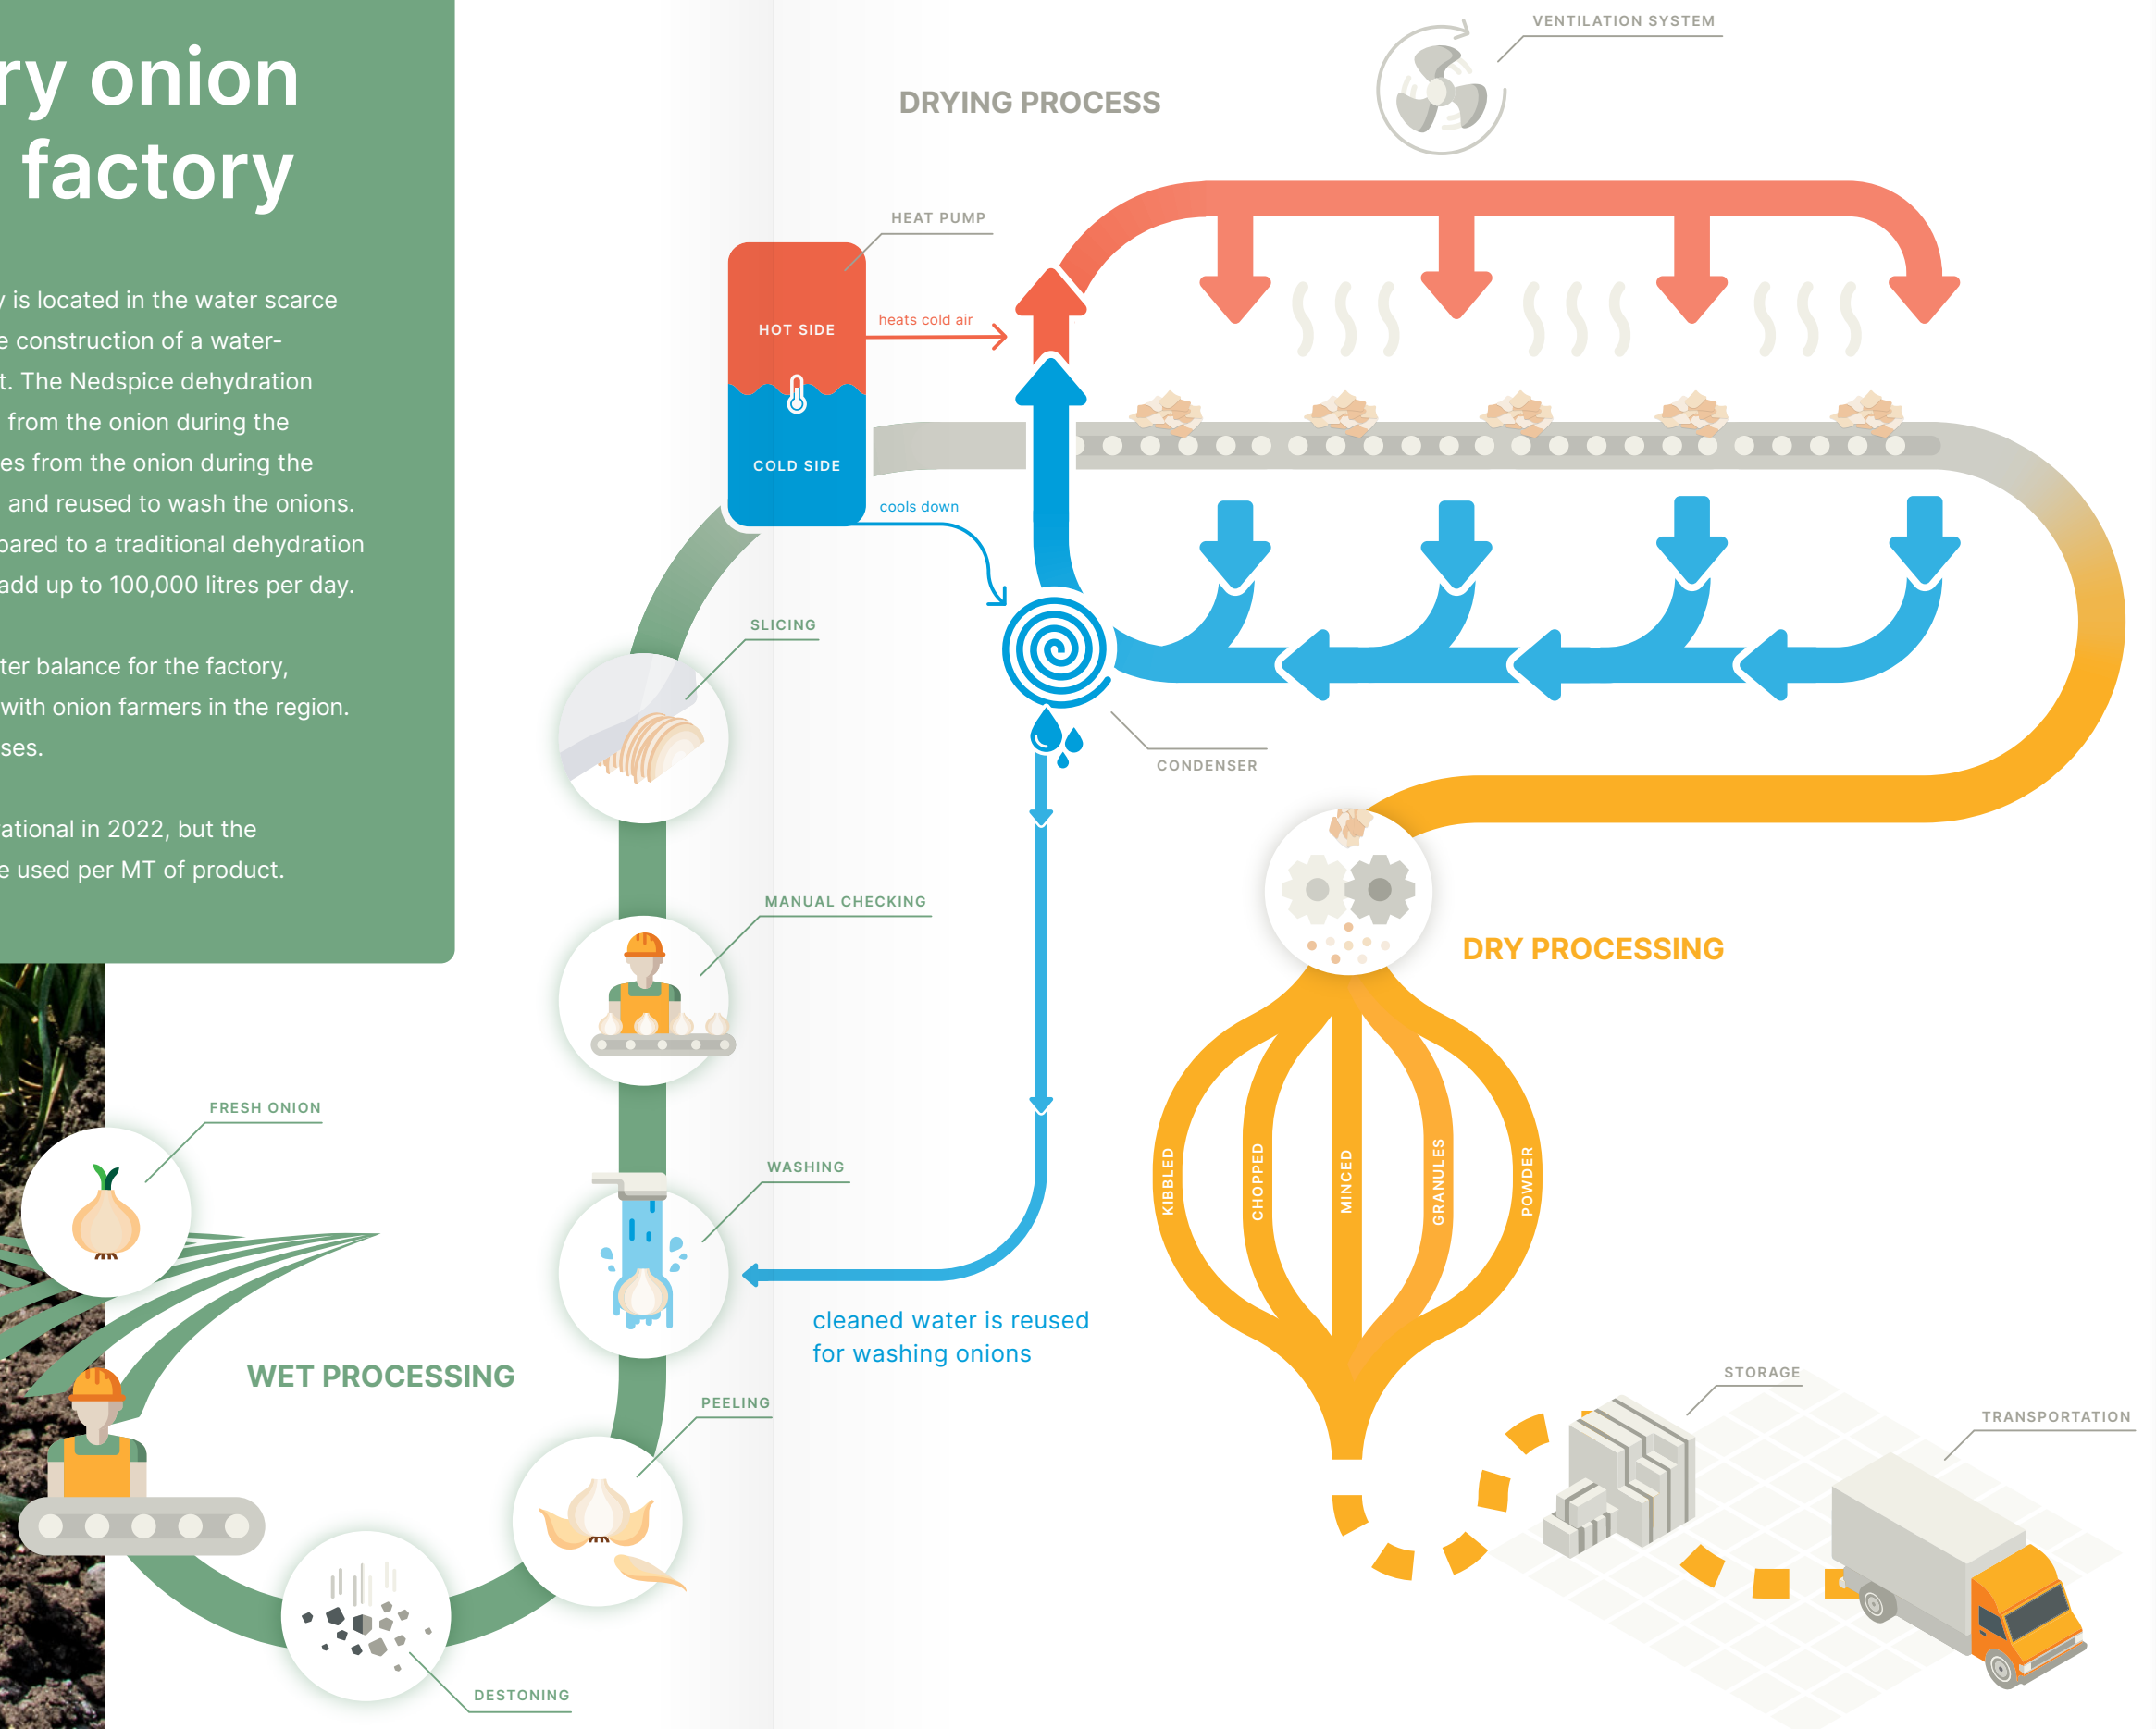 ry onion
factory
y is located in the water scarce
e construction of a water-
t. The Nedspice dehydration
from the onion during the
es from the onion during the
and reused to wash the onions.
pared to a traditional dehydration
add up to 100,000 litres per day.
ter balance for the factory,
with onion farmers in the region.
ses.
ational in 2022, but the
e used per MT of product.
VENTILATION SYSTEM
DRYING PROCESS
HEAT PUMP
HOT SIDE
heats cold air
COLD SIDE
cools down
SLICING
CONDENSER
MANUAL CHECKING
DRY PROCESSING
FRESH ONION
WASHING
KIBBLED
CHOPPED
MINCED
GRANULES
POWDER
cleaned water is reused
for washing onions
WET PROCESSING
PEELING
STORAGE
TRANSPORTATION
DESTONING